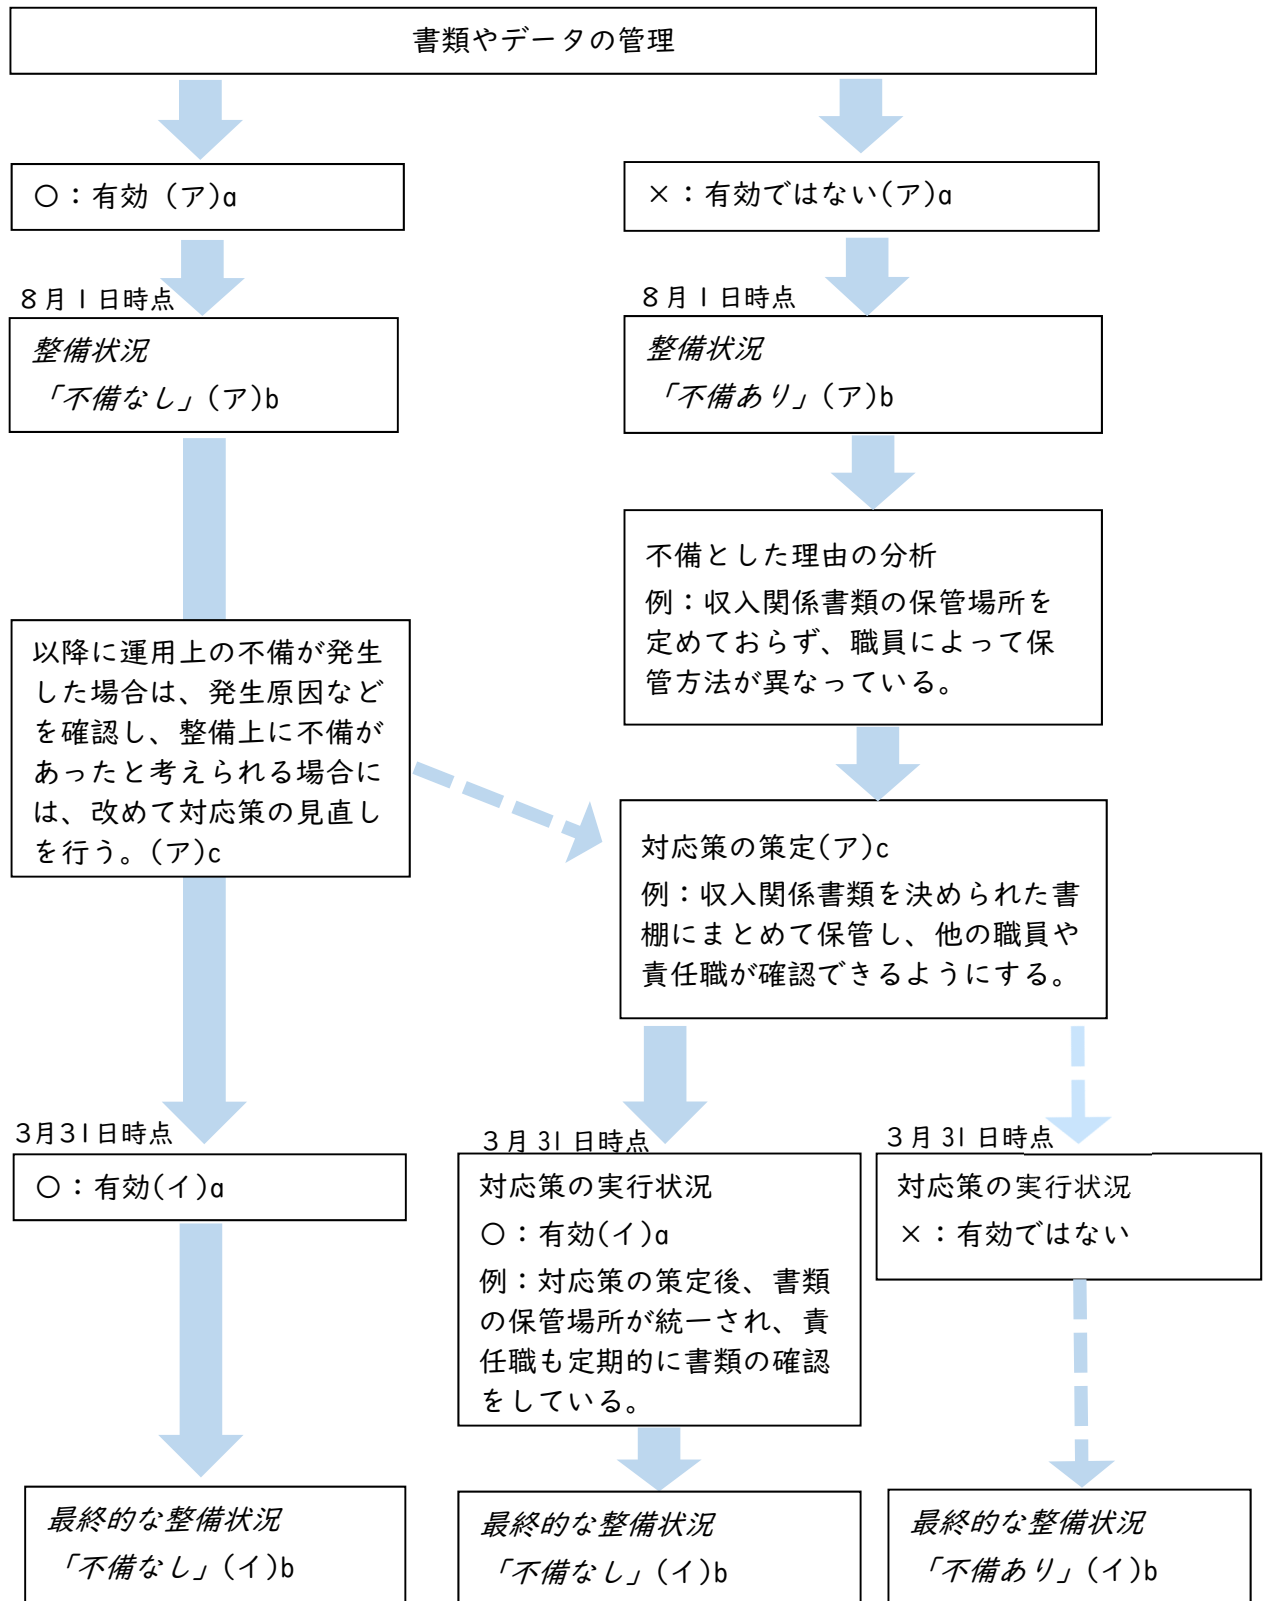 書類やデータの管理
〇：有効 (ア)a
×：有効ではない(ア)a
8月1日時点
8月1日時点
整備状況
「不備なし」(ア)b
整備状況
「不備あり」(ア)b
不備とした理由の分析
例：収入関係書類の保管場所を
定めておらず、職員によって保
管方法が異なっている。
以降に運用上の不備が発生
した場合は、発生原因など
を確認し、整備上に不備が
あったと考えられる場合に
は、改めて対応策の見直し
を行う。(ア)c
対応策の策定(ア)c
例：収入関係書類を決められた書
棚にまとめて保管し、他の職員や
責任職が確認できるようにする。
3月31日時点
〇：有効(イ)a
3月31日時点
対応策の実行状況
〇：有効(イ)a
例：対応策の策定後、書類
の保管場所が統一され、責
任職も定期的に書類の確認
をしている。
3月31日時点
対応策の実行状況
×：有効ではない
最終的な整備状況
「不備なし」(イ)b
最終的な整備状況
「不備なし」(イ)b
最終的な整備状況
「不備あり」(イ)b